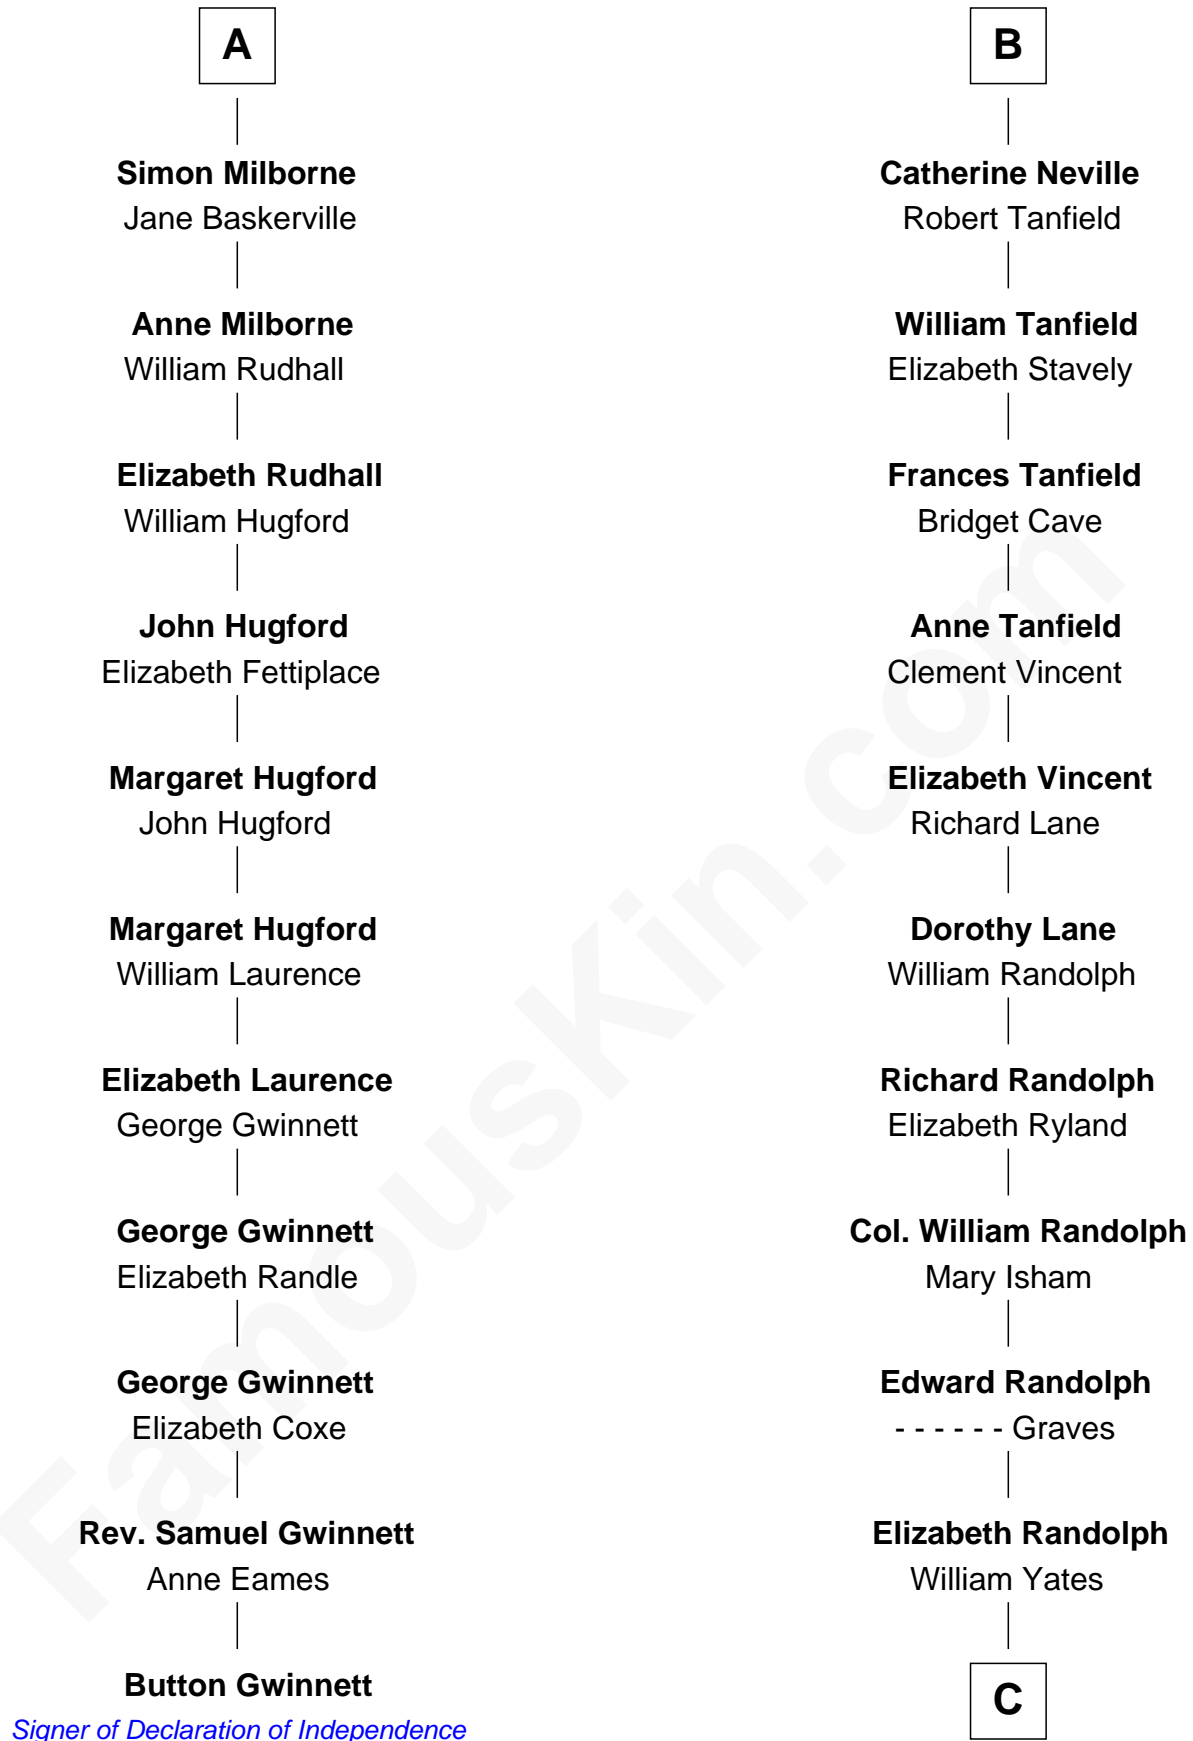 A
Simon Milborne
Jane Baskerville
Anne Milborne
William Rudhall
Elizabeth Rudhall
William Hugford
John Hugford
Elizabeth Fettiplace
Margaret Hugford
John Hugford
Margaret Hugford
William Laurence
Elizabeth Laurence
George Gwinnett
George Gwinnett
Elizabeth Randle
George Gwinnett
Elizabeth Coxe
Rev. Samuel Gwinnett
Anne Eames
Button Gwinnett
Signer of Declaration of Independence
B
Catherine Neville
Robert Tanfield
William Tanfield
Elizabeth Stavely
Frances Tanfield
Bridget Cave
Anne Tanfield
Clement Vincent
Elizabeth Vincent
Richard Lane
Dorothy Lane
William Randolph
Richard Randolph
Elizabeth Ryland
Col. William Randolph
Mary Isham
Edward Randolph
- - - - - - Graves
Elizabeth Randolph
William Yates
C
FamousKin.com